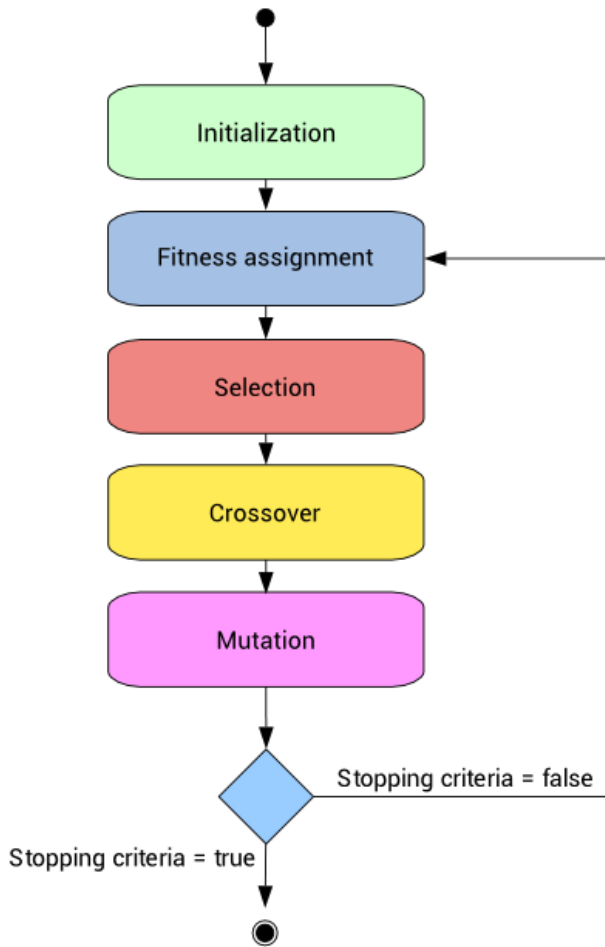 Initialization
Fitness assignment
Selection
Crossover
Mutation
Stopping criteria = false
Stopping criteria = true